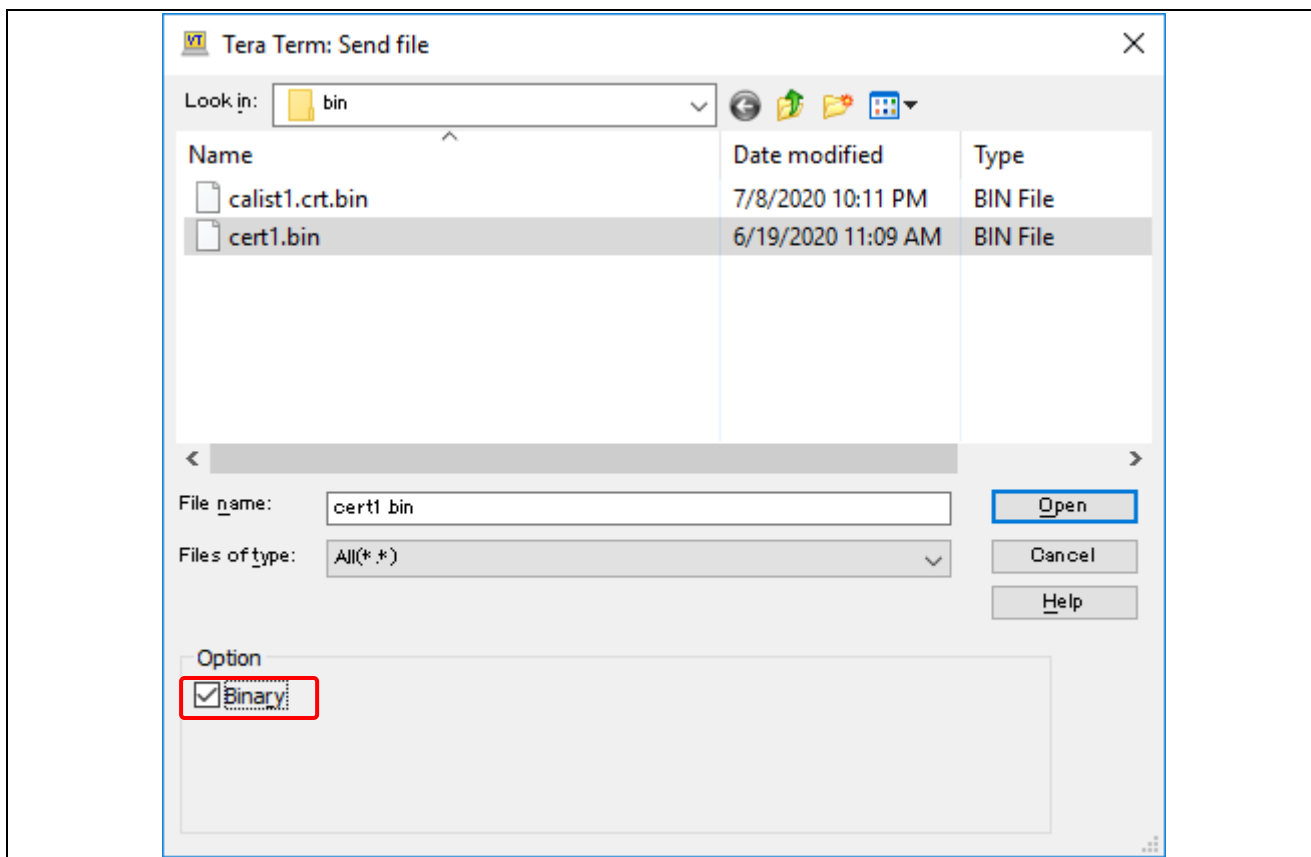 VT Tera Term: Send file
Look in: bin
Name Date modified Type
calist1.crt.bin 7/8/2020 10:11 PM BIN File
cert1.bin 6/19/2020 11:09 AM BIN File
File name: cert1.bin Open
Files of type: All(*.*) Cancel
Help
Option
Binary